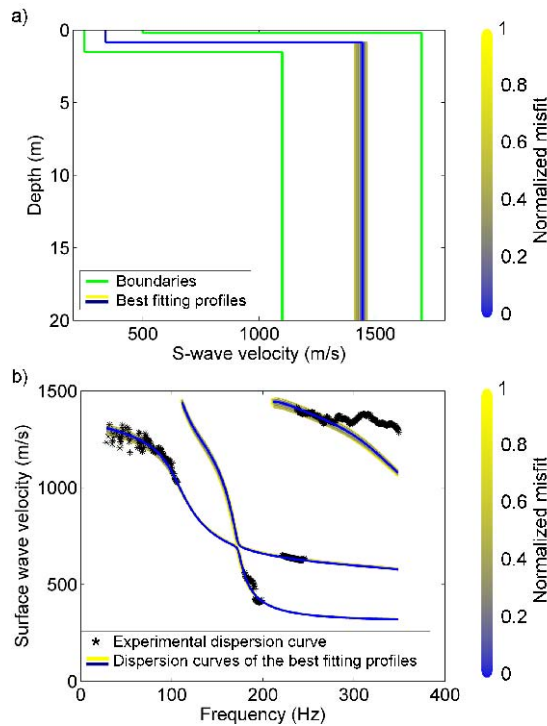 a)
0
5
10
15
20
Depth (m)
500
1000
1500
S-wave velocity (m/s)
Boundaries
Best fitting profiles
1
0.8
0.6
0.4
0.2
0
Normalized misfit
b)
1500
1000
500
0
Surface wave velocity (m/s)
0
100
200
300
400
Frequency (Hz)
* Experimental dispersion curve
Dispersion curves of the best fitting profiles
1
0.8
0.6
0.4
0.2
0
Normalized misfit